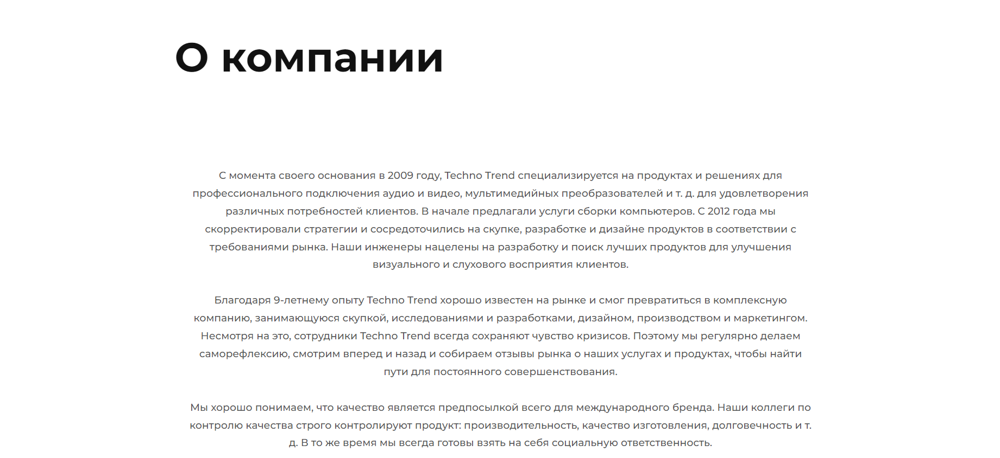 О компании
С момента своего основания в 2009 году, Techno Trend специализируется на продуктах и решениях для
профессионального подключения аудио и видео, мультимедийных преобразователей и т. д. для удовлетворения
различных потребностей клиентов. В начале предлагали услуги сборки компьютеров. С 2012 года мы
скорректировали стратегии и сосредоточились на скупке, разработке и дизайне продуктов в соответствии с
требованиями рынка. Наши инженеры нацелены на разработку и поиск лучших продуктов для улучшения
визуального и слухового восприятия клиентов.
Благодаря 9-летнему опыту Techno Trend хорошо известен на рынке и смог превратиться в комплексную
компанию, занимающуюся скупкой, исследованиями и разработками, дизайном, производством и маркетингом.
Несмотря на это, сотрудники Techno Trend всегда сохраняют чувство кризисов. Поэтому мы регулярно делаем
саморефлексию, смотрим вперед и назад и собираем отзывы рынка о наших услугах и продуктах, чтобы найти
пути для постоянного совершенствования.
Мы хорошо понимаем, что качество является предпосылкой всего для международного бренда. Наши коллеги по
контролю качества строго контролируют продукт: производительность, качество изготовления, долговечность и т.
д. В то же время мы всегда готовы взять на себя социальную ответственность.